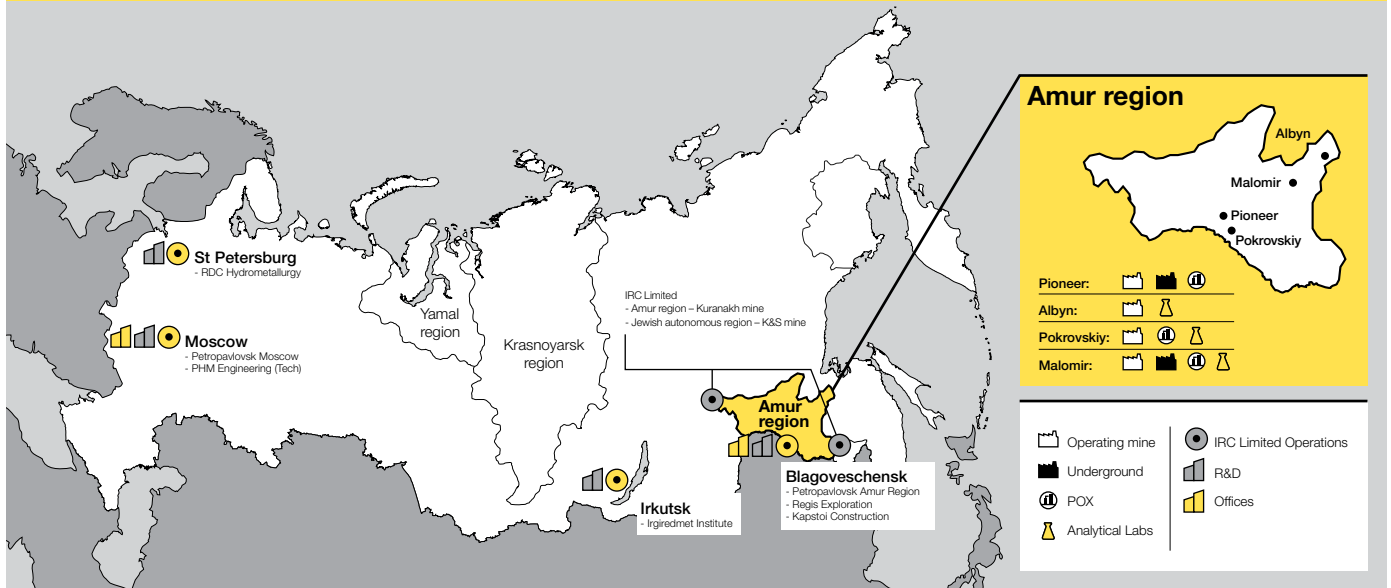 St Petersburg
- RDC Hydrometallurgy
Moscow
- Petropavlovsk Moscow
- PHM Engineering (Tech)
Yamal
region
Krasnoyarsk
region
IRC Limited
- Amur region – Kuranakh mine
- Jewish autonomous region – K&S mine
Amur
region
Irkutsk
- Irgiredmet Institute
Blagoveschensk
- Petropavlovsk Amur Region
- Regis Exploration
- Kapstoi Construction
Amur region
Albyn
Malomir
Pioneer
Pokrovskiy
Pioneer:
Albyn:
Pokrovskiy:
Malomir:
Operating mine
Underground
POX
Analytical Labs
IRC Limited Operations
R&D
Offices